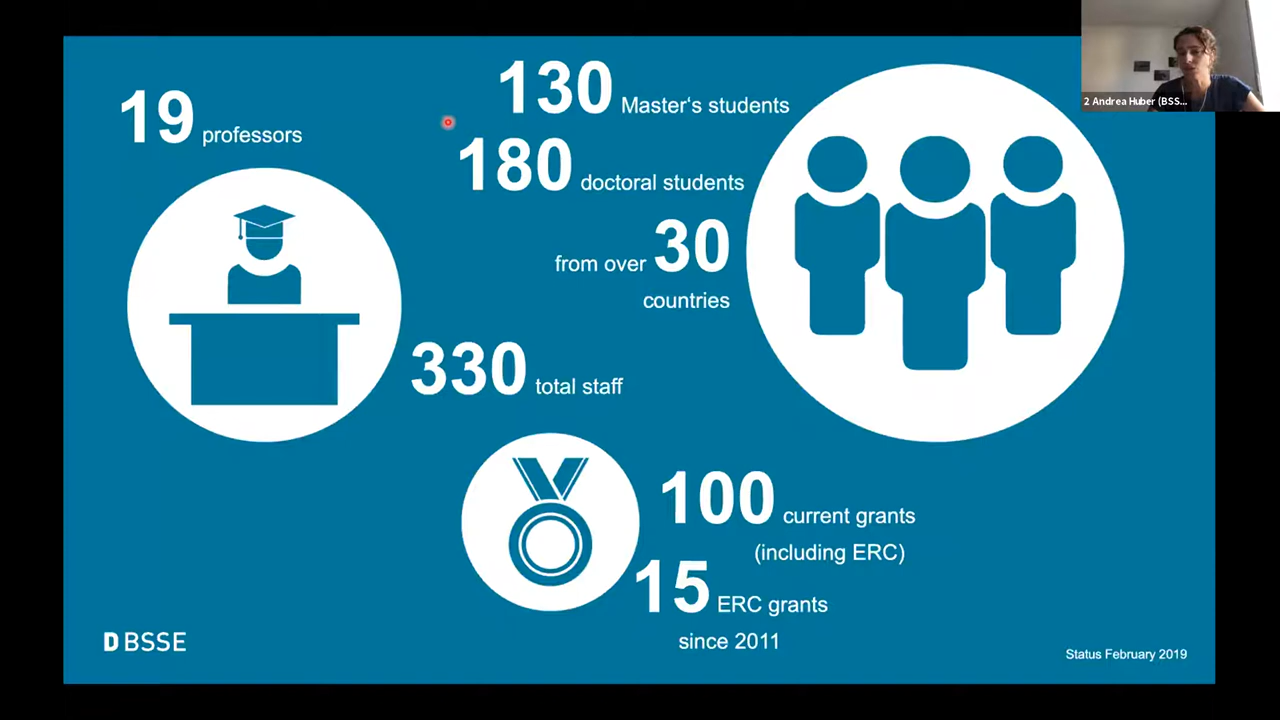 19 professors
130 Master‘s students
180 doctoral students
from over 30
countries
330 total staff
100 current grants
(including ERC)
15 ERC grants
since 2011
DBSSE
Status February 2019
2 Andrea Huber (BSS...